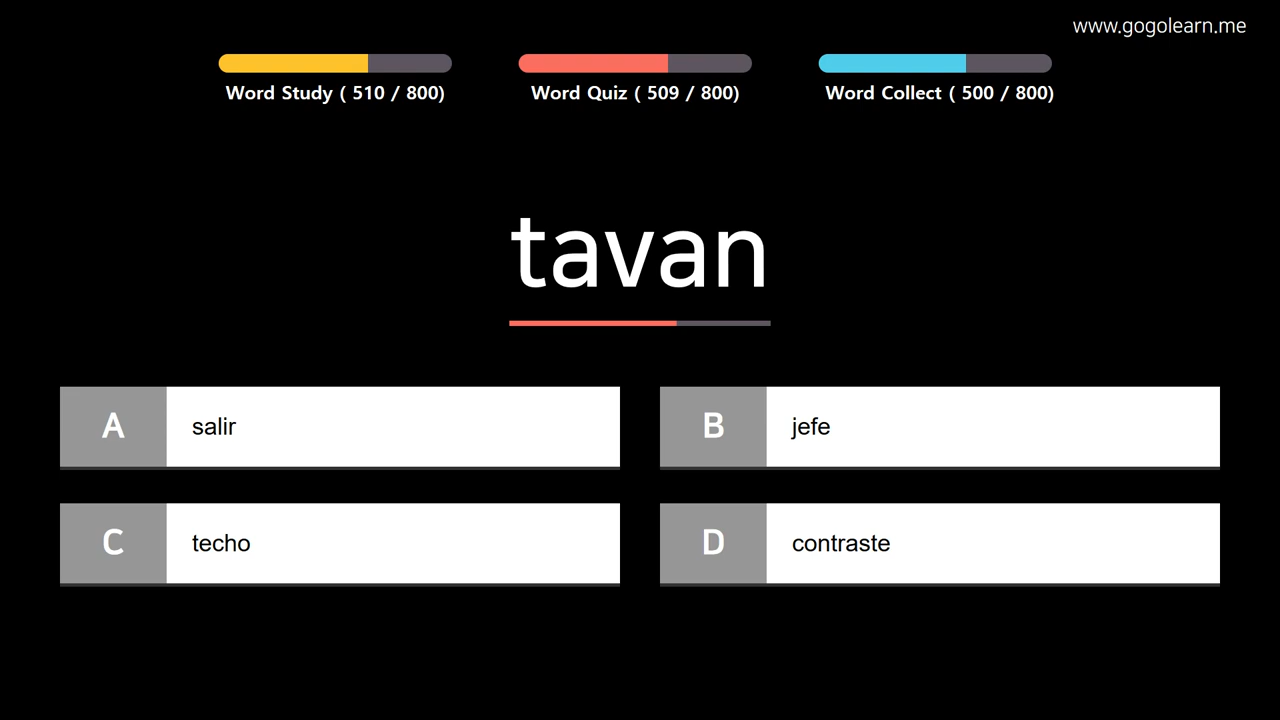 www.gogolearn.me
Word Study ( 510 / 800)
Word Quiz ( 509 / 800)
Word Collect ( 500 / 800)
tavan
A salir
B jefe
C techo
D contraste